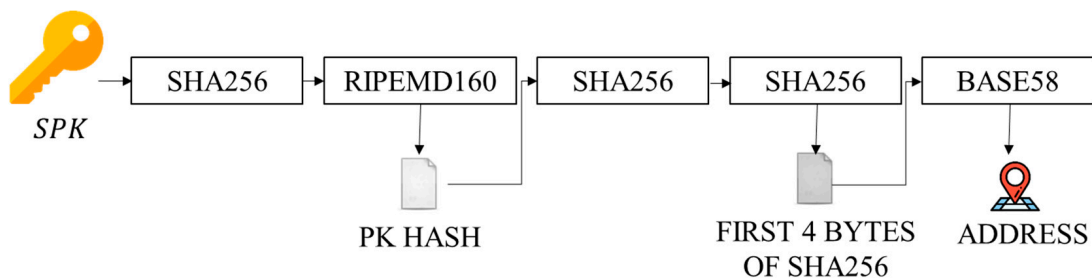 SHA256
RIPEMD160
SHA256
SHA256
BASE58
SPK
PK HASH
FIRST 4 BYTES
OF SHA256
ADDRESS